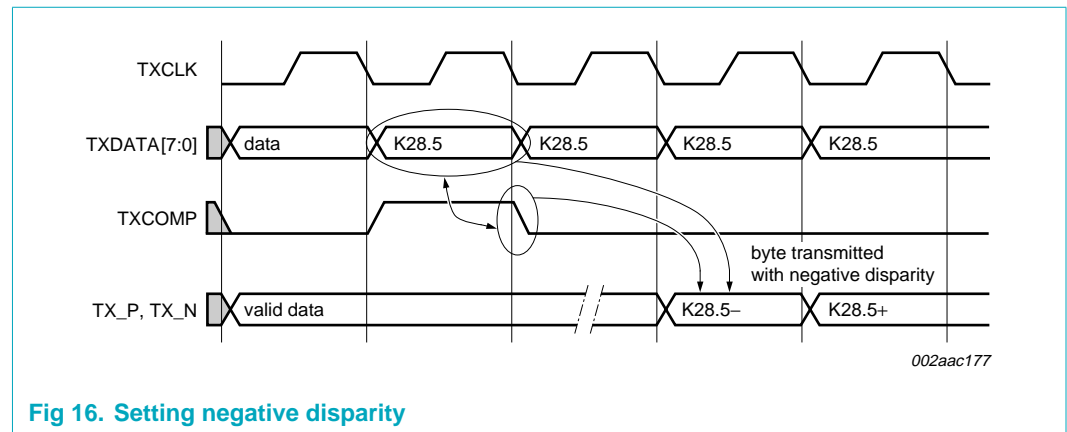 TXCLK
TXDATA[7:0] data K28.5 K28.5 K28.5 K28.5
TXCOMP
byte transmitted
with negative disparity
TX_P, TX_N valid data K28.5− K28.5+
002aac177
Fig 16. Setting negative disparity